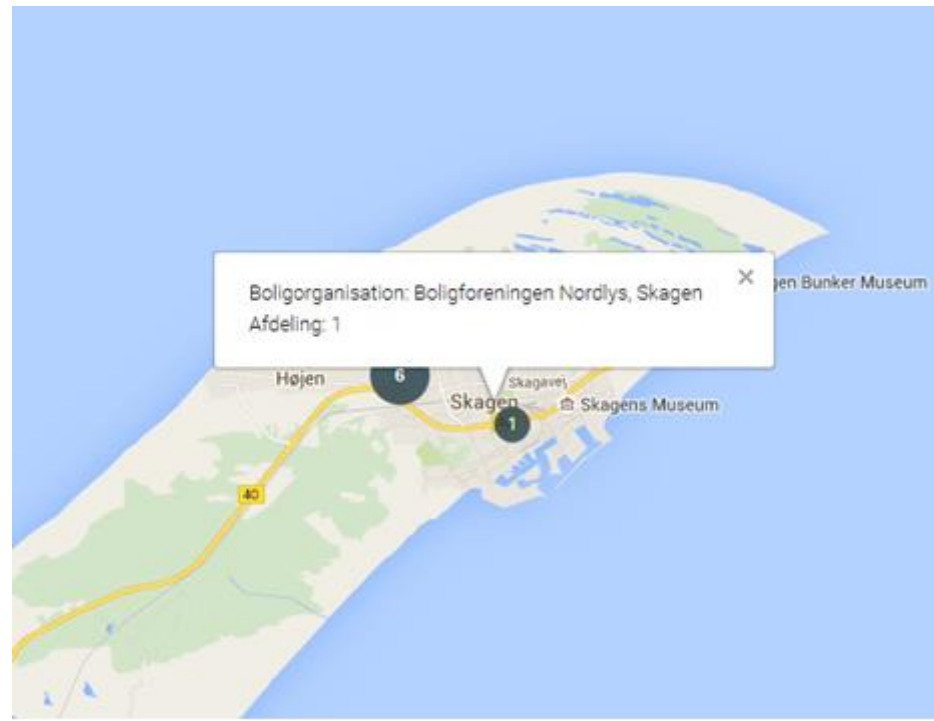 Boligorganisation: Boligforeningen Nordlys, Skagen
Afdeling: 1
gen Bunker Museum
Højen
6
Skagavej
Skagen
Skagens Museum
1
40